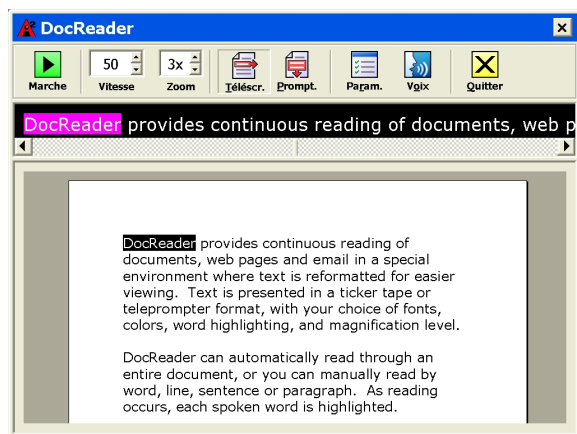 DocReader
50
3x
Marche
Vitesse
Zoom
Téléscr.
Prompt.
Param.
Voix
Quitter
DocReader provides continuous reading of documents, web p
DocReader provides continuous reading of
documents, web pages and email in a special
environment where text is reformatted for easier
viewing.  Text is presented in a ticker tape or
teleprompter format, with your choice of fonts,
colors, word highlighting, and magnification level.
DocReader can automatically read through an
entire document, or you can manually read by
word, line, sentence or paragraph.  As reading
occurs, each spoken word is highlighted.